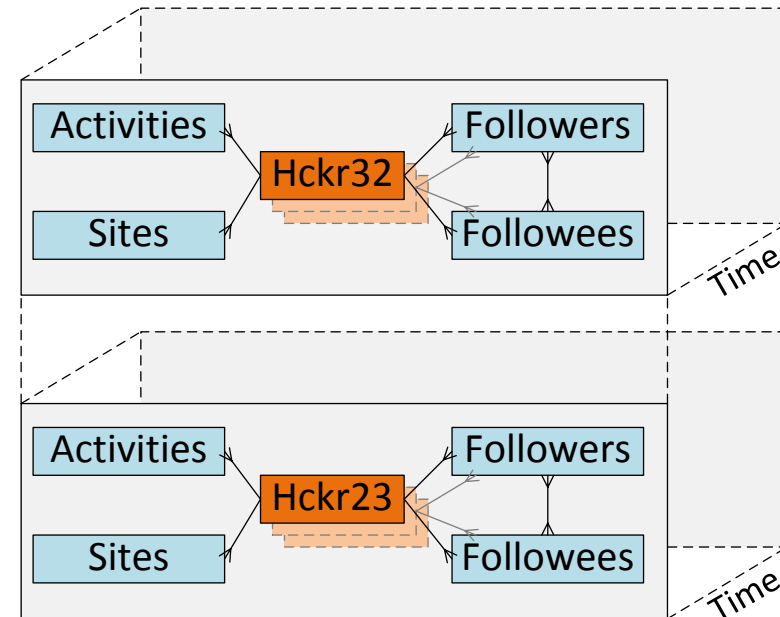 Activities
Followers
Hckr32
Sites
Followees
Time
Activities
Followers
Hckr23
Sites
Followees
Time